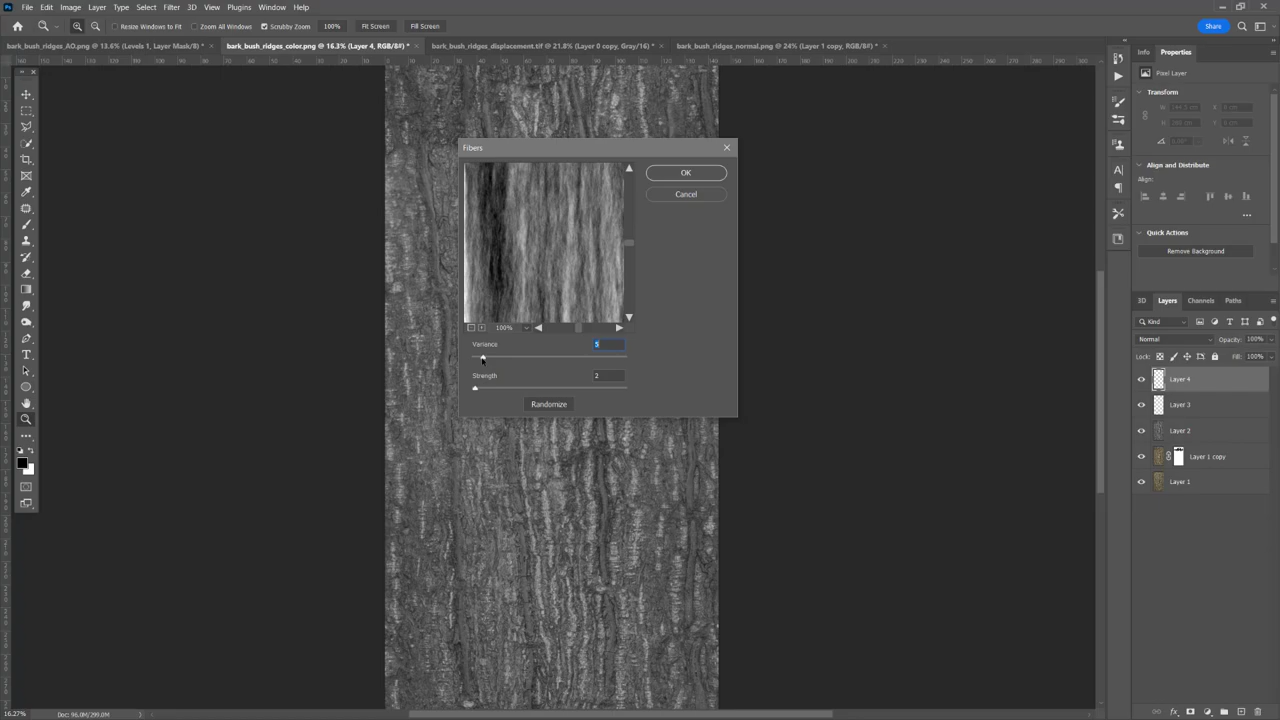 File Edit Image Layer Type Select Filter 3D View Plugins Window Help
Resize Windows to Fit Zoom All Windows Scrubby Zoom 100% Fit Screen Fill Screen Share
bark_bush_ridges_AO.png @ 13.6% (Levels 1, Layer Mask/8) * × bark_bush_ridges_color.png @ 16.3% (Layer 4, RGB/8#) * × bark_bush_ridges_displacement.tif @ 21.8% (Layer 0 copy, Gray/16) * × bark_bush_ridges_normal.png @ 24% (Layer 1 copy, RGB/8#) * ×
Info Properties
Pixel Layer
Transform
Align and Distribute
Align:
Quick Actions
Remove Background
Fibers
OK
Cancel
100%
Variance 5
Strength 2
Randomize
3D Layers Channels Paths
Kind
Normal Opacity: 100%
Lock: Fill: 100%
Layer 4
Layer 3
Layer 2
Layer 1 copy
Layer 1
16.27% Doc: 96.0M/299.0M